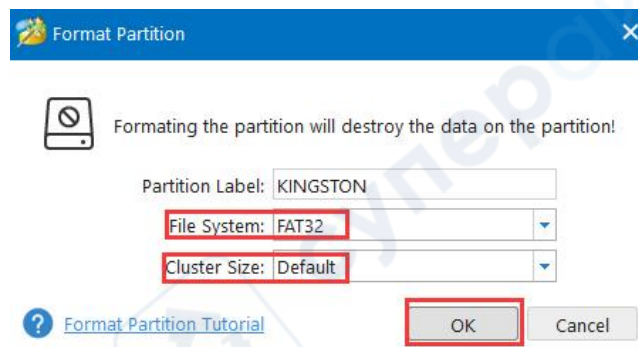 Format Partition
Formating the partition will destroy the data on the partition!
Partition Label: KINGSTON
File System: FAT32
Cluster Size: Default
Format Partition Tutorial
OK
Cancel